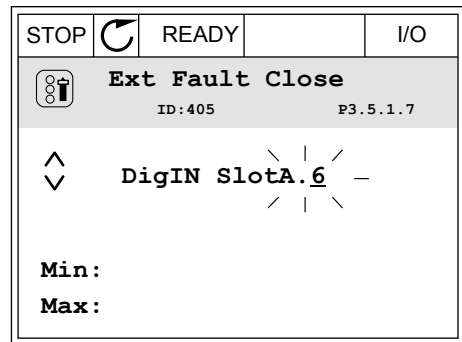 STOP READY I/O
Ext Fault Close
ID:405 P3.5.1.7
DigIN SlotA.6
Min:
Max: